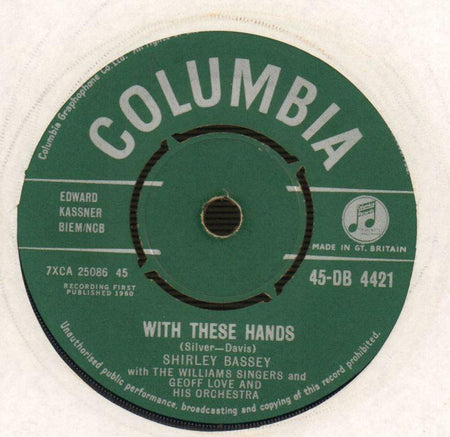 Columbia Graphophone Co. Ltd.
COLUMBIA
EDWARD
KASSNER
BIEM/NCB
MADE IN GT. BRITAIN
7XCA 25086 45
RECORDING FIRST
PUBLISHED 1960
45-DB 4421
WITH THESE HANDS
(Silver—Davis)
SHIRLEY BASSEY
with THE WILLIAMS SINGERS and
GEOFF LOVE AND
HIS ORCHESTRA
Unauthorised public performance, broadcasting and copying of this record